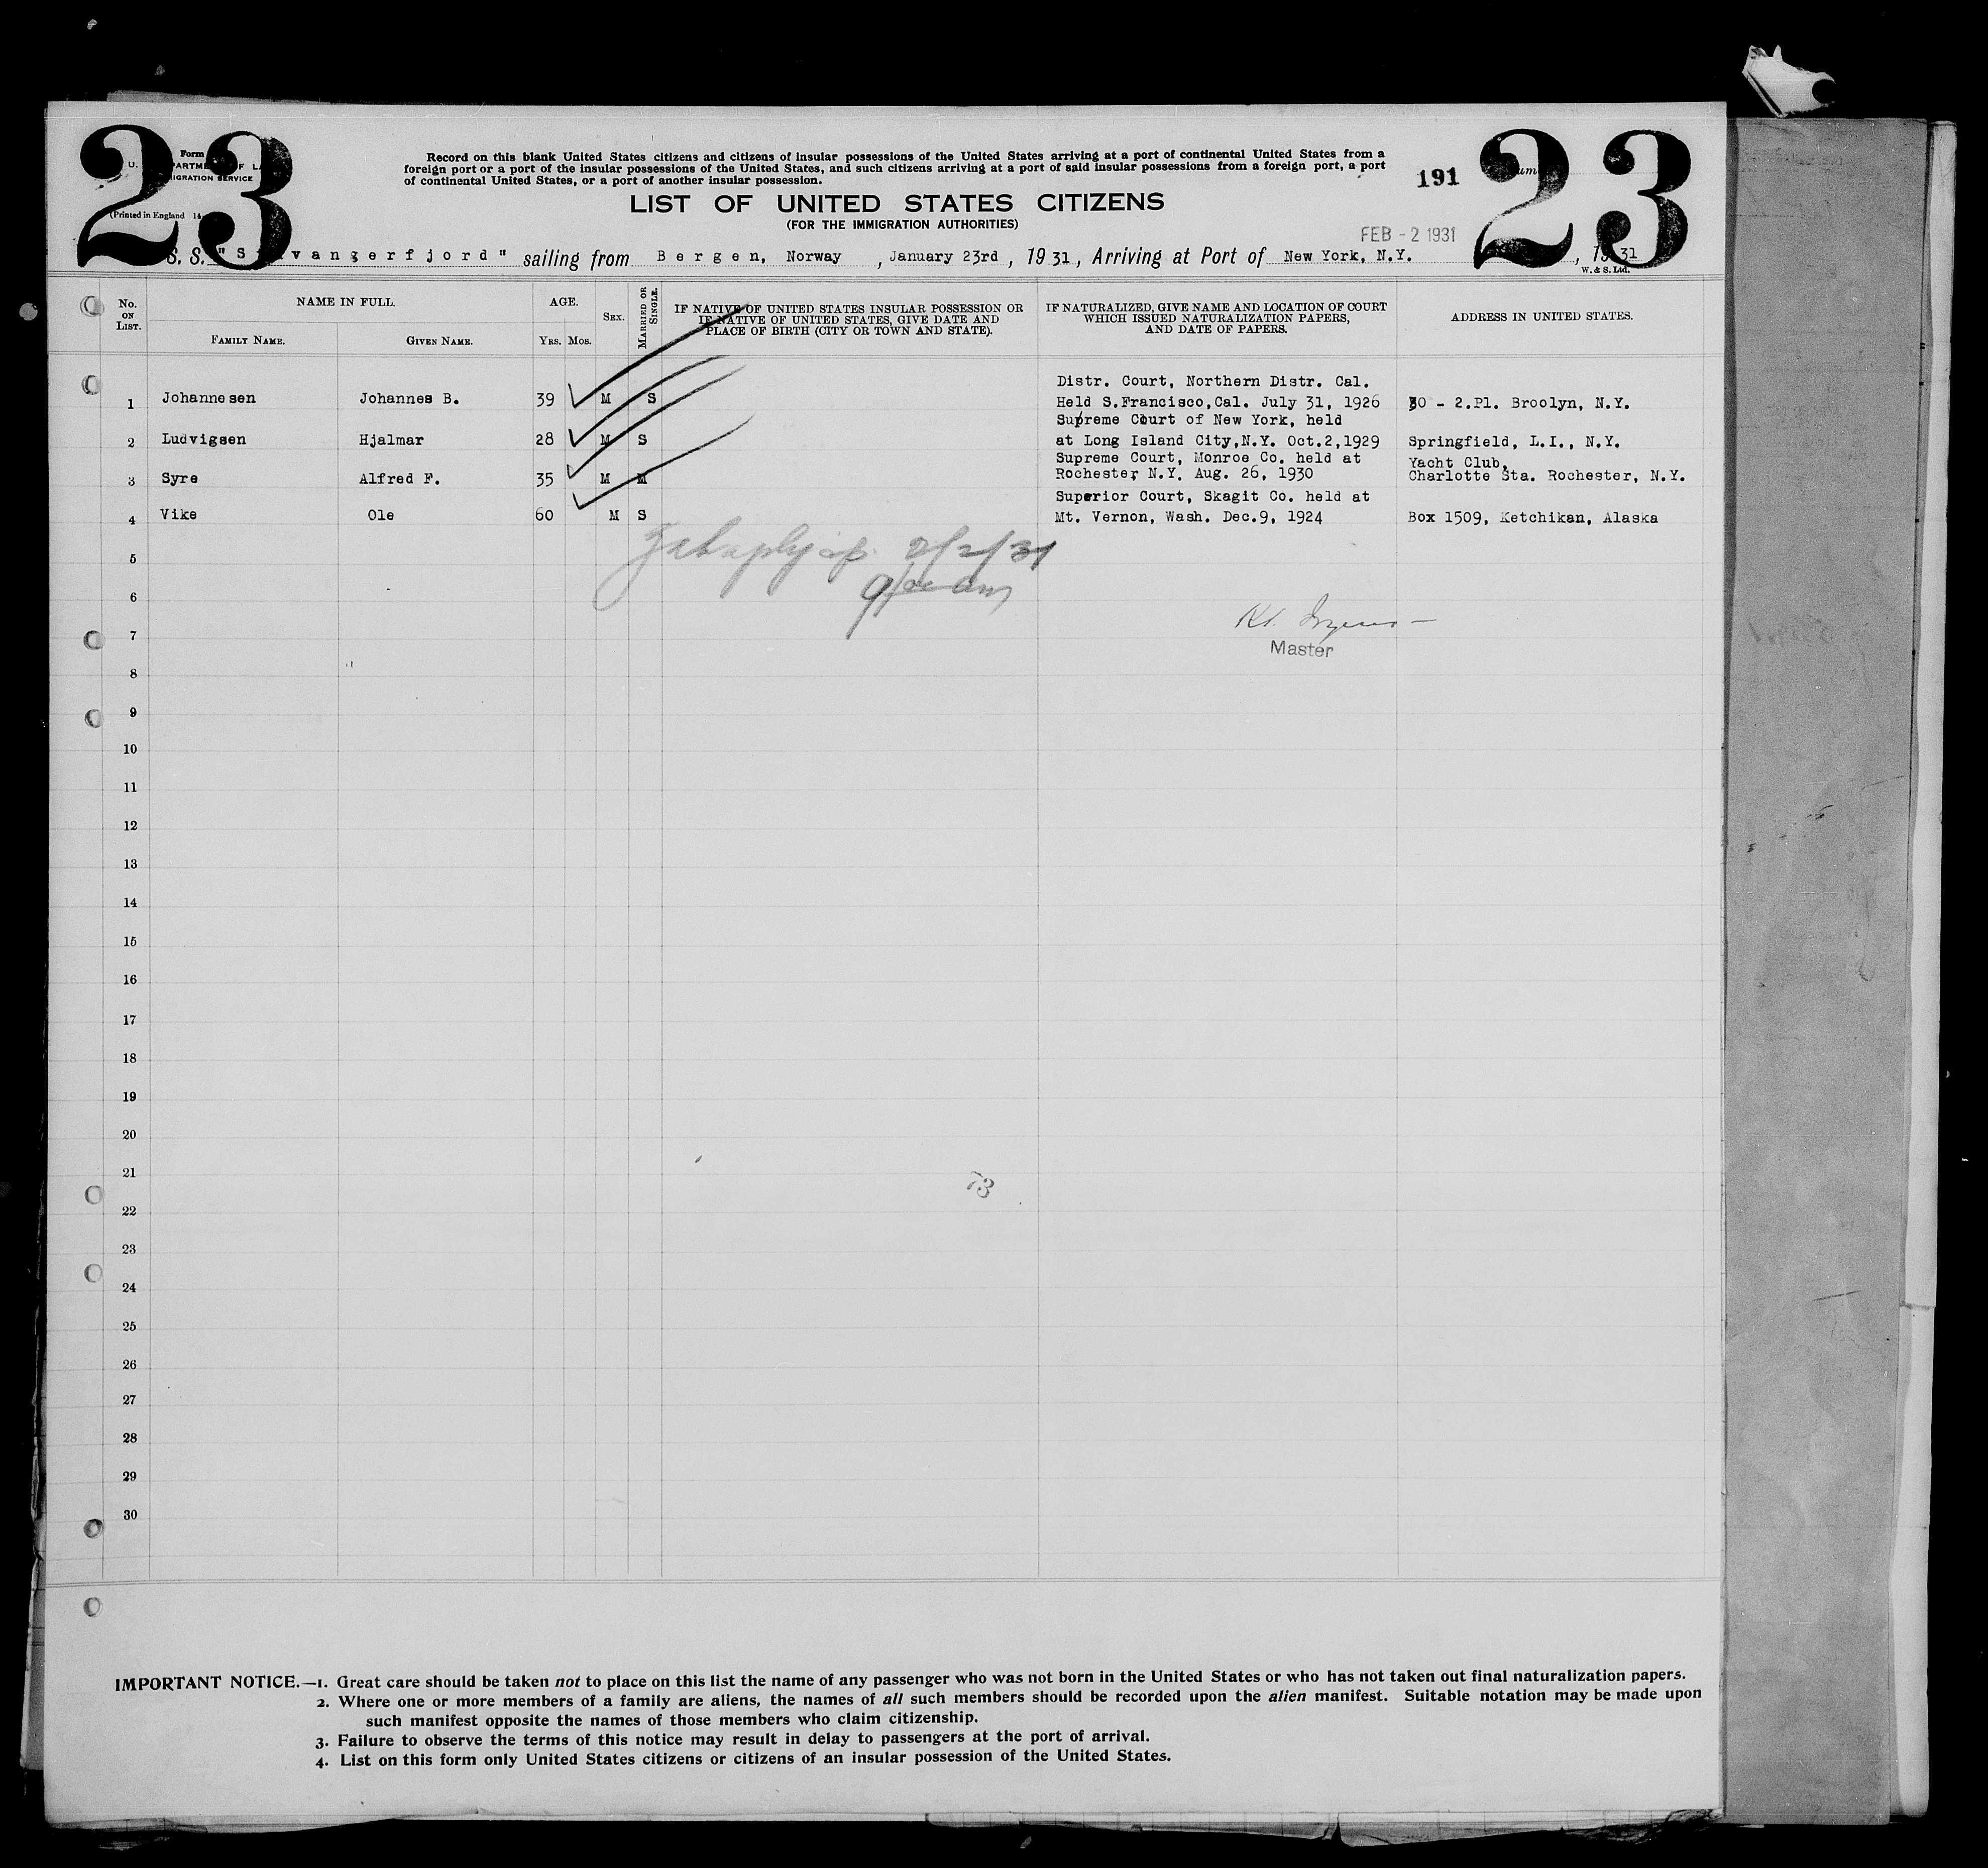 23
23
Form
U.
(Printed in England
Record on this blank United States citizens and citizens of insular possessions of the United States arriving at a port of continental United States from a
foreign port or a port of the insular possessions of the United States, and such citizens arriving at a port of said insular possessions from a foreign port, a port
of continental United States, or a port of another insular possession.
191
LIST OF UNITED STATES CITIZENS
(FOR THE IMMIGRATION AUTHORITIES)
FEB - 2 1931
S. S. "S vangerfjord" sailing from Bergen, Norway, January 23rd, 1931, Arriving at Port of New York, N.Y. , 1931
W. & S. Ltd.
No. ON LIST.
NAME IN FULL.
FAMILY NAME.
GIVEN NAME.
AGE.
YRS. MOS.
SEX.
MARRIED OR SINGLE.
IF NATIVE OF UNITED STATES INSULAR POSSESSION OR
IF NATIVE OF UNITED STATES, GIVE DATE AND
PLACE OF BIRTH (CITY OR TOWN AND STATE).
IF NATURALIZED, GIVE NAME AND LOCATION OF COURT
WHICH ISSUED NATURALIZATION PAPERS,
AND DATE OF PAPERS.
ADDRESS IN UNITED STATES.
Distr. Court, Northern Distr. Cal.
1 Johannesen Johannes B. 39 M S Held S.Francisco,Cal. July 31, 1926 30 - 2.Pl. Broolyn, N.Y.
Supreme Court of New York, held
2 Ludvigsen Hjalmar 28 M S at Long Island City,N.Y. Oct.2,1929 Springfield, L.I., N.Y.
Supreme Court, Monroe Co. held at Yacht Club,
3 Syre Alfred F. 35 M M Rochester, N.Y. Aug. 26, 1930 Charlotte Sta. Rochester, N.Y.
Superior Court, Skagit Co. held at
4 Vike Ole 60 M S Mt. Vernon, Wash. Dec.9, 1924 Box 1509, Ketchikan, Alaska
2/2/31
5
6
7
Master
8
9
10
11
12
13
14
15
16
17
18
19
20
21
22
23
24
25
26
27
28
29
30
IMPORTANT NOTICE.—1. Great care should be taken not to place on this list the name of any passenger who was not born in the United States or who has not taken out final naturalization papers.
2. Where one or more members of a family are aliens, the names of all such members should be recorded upon the alien manifest. Suitable notation may be made upon
such manifest opposite the names of those members who claim citizenship.
3. Failure to observe the terms of this notice may result in delay to passengers at the port of arrival.
4. List on this form only United States citizens or citizens of an insular possession of the United States.